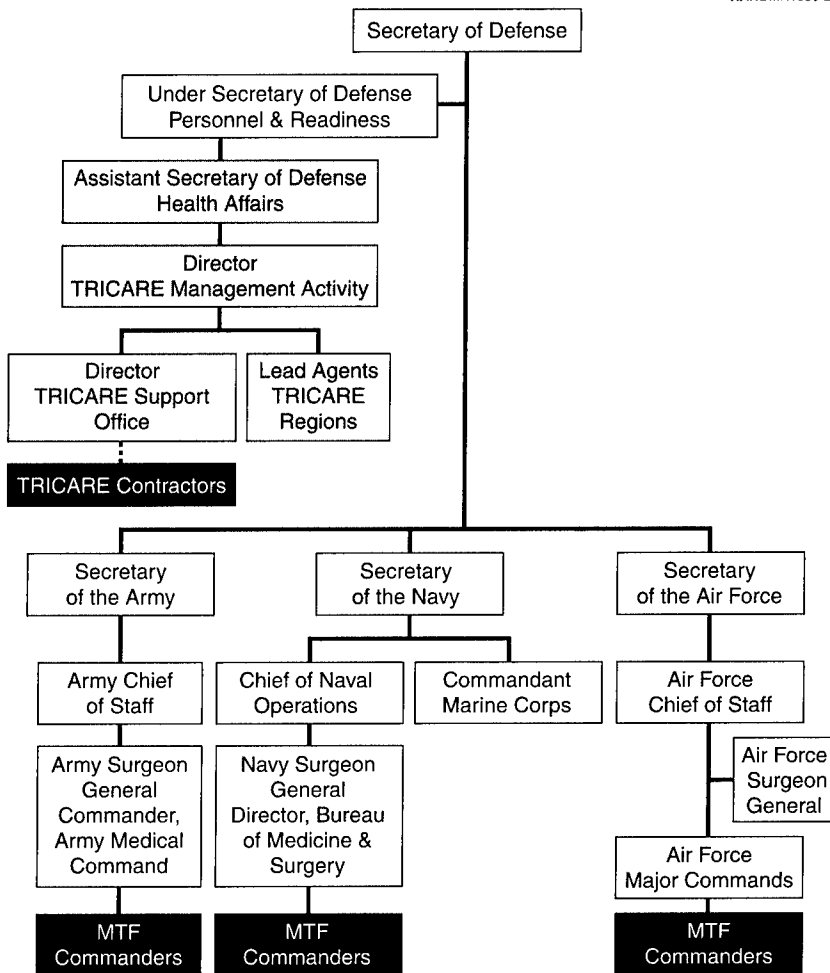 Secretary of Defense
Under Secretary of Defense
Personnel & Readiness
Assistant Secretary of Defense
Health Affairs
Director
TRICARE Management Activity
Director
TRICARE Support
Office
Lead Agents
TRICARE
Regions
TRICARE Contractors
Secretary
of the Army
Secretary
of the Navy
Secretary
of the Air Force
Army Chief
of Staff
Chief of Naval
Operations
Commandant
Marine Corps
Air Force
Chief of Staff
Army Surgeon
General
Commander,
Army Medical
Command
Navy Surgeon
General
Director, Bureau
of Medicine &
Surgery
Air Force
Surgeon
General
Air Force
Major Commands
MTF
Commanders
MTF
Commanders
MTF
Commanders